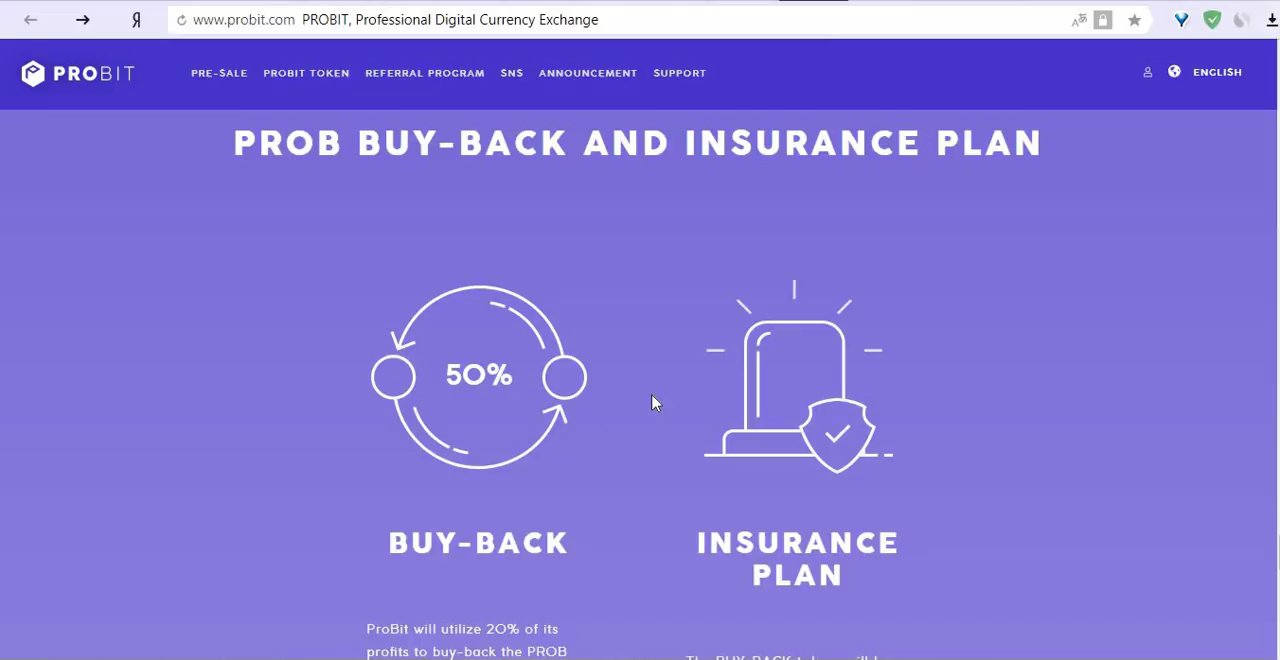 Я www.probit.com PROBIT, Professional Digital Currency Exchange
PROBIT PRE-SALE PROBIT TOKEN REFERRAL PROGRAM SNS ANNOUNCEMENT SUPPORT ENGLISH
PROB BUY-BACK AND INSURANCE PLAN
50%
BUY-BACK
INSURANCE
PLAN
ProBit will utilize 20% of its
profits to buy-back the PROB